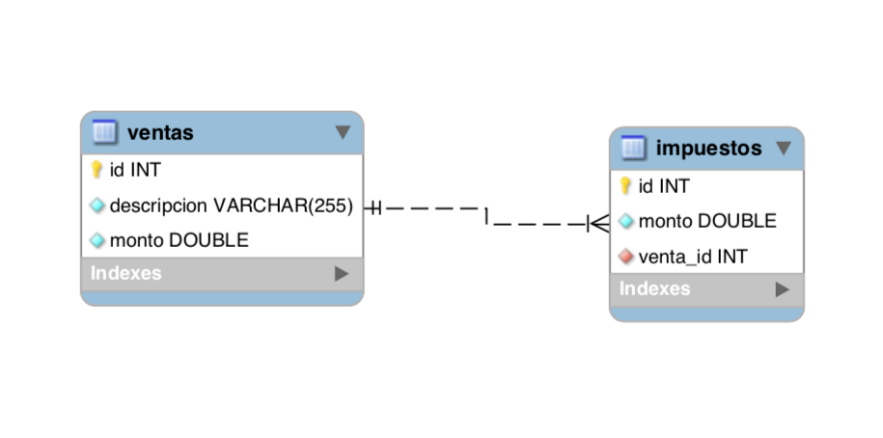 ventas
id INT
descripcion VARCHAR(255)
monto DOUBLE
Indexes
impuestos
id INT
monto DOUBLE
venta_id INT
Indexes